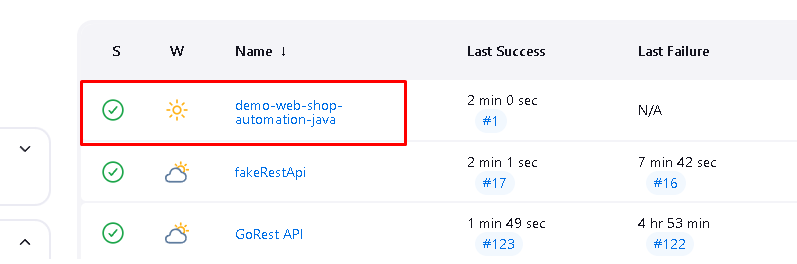 S W Name ↓ Last Success Last Failure
demo-web-shop-
automation-java
2 min 0 sec
#1
N/A
fakeRestApi
2 min 1 sec
#17
7 min 42 sec
#16
GoRest API
1 min 49 sec
#123
4 hr 53 min
#122